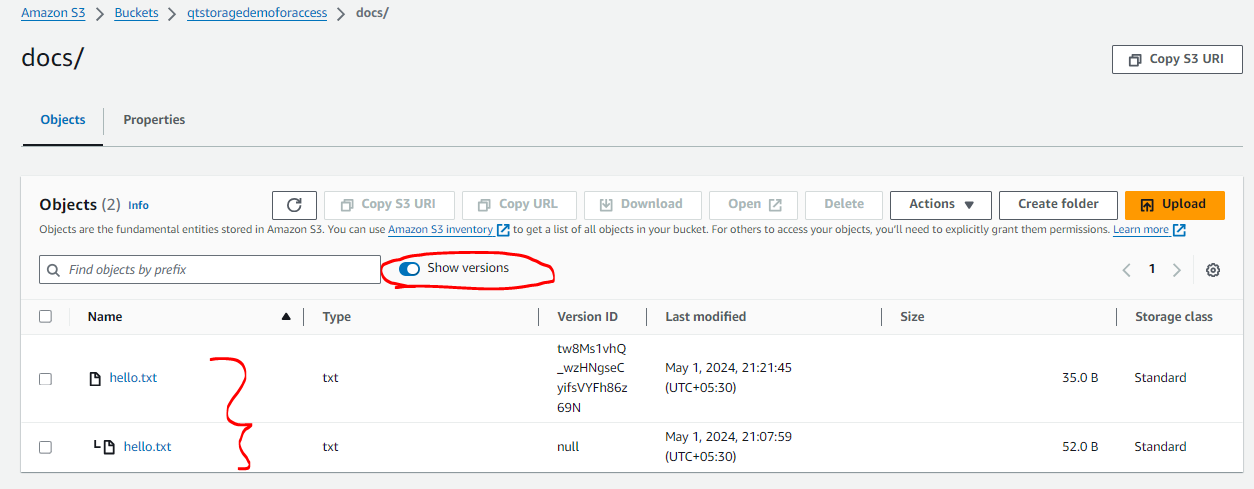 Amazon S3 > Buckets > qtstoragedemoforaccess > docs/
docs/
Copy S3 URI
Objects Properties
Objects (2) Info Copy S3 URI Copy URL Download Open Delete Actions Create folder Upload
Objects are the fundamental entities stored in Amazon S3. You can use Amazon S3 inventory to get a list of all objects in your bucket. For others to access your objects, you'll need to explicitly grant them permissions. Learn more
Find objects by prefix Show versions 1
Name Type Version ID Last modified Size Storage class
hello.txt txt tw8Ms1vhQ_wzHNgseCyifsVYFh86z69N May 1, 2024, 21:21:45 (UTC+05:30) 35.0 B Standard
hello.txt txt null May 1, 2024, 21:07:59 (UTC+05:30) 52.0 B Standard